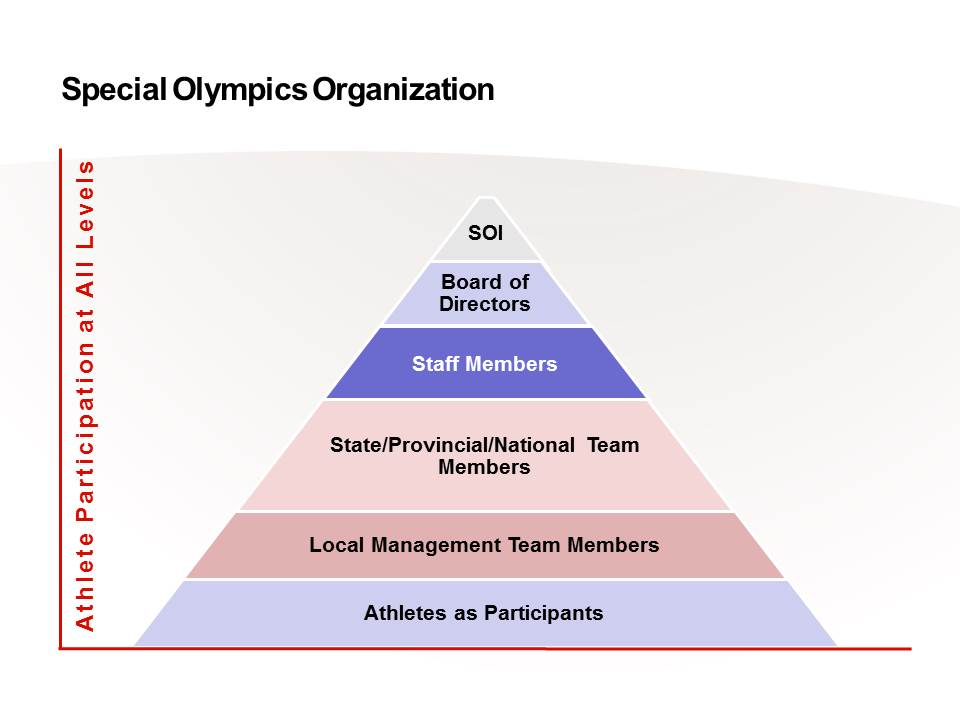 Special Olympics Organization
Athlete Participation at All Levels
SOI
Board of
Directors
Staff Members
State/Provincial/National Team
Members
Local Management Team Members
Athletes as Participants